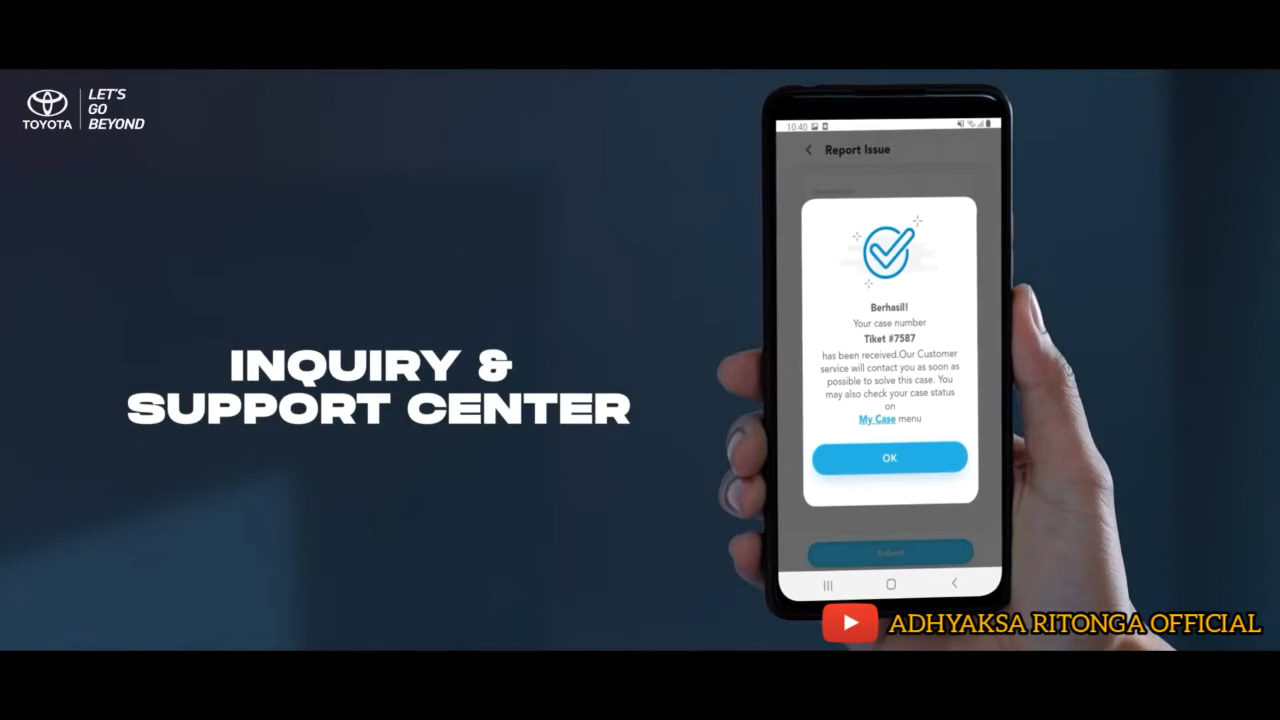 TOYOTA
LET'S
GO
BEYOND
INQUIRY &
SUPPORT CENTER
10:40
Report Issue
Berhasil!
Your case number
Tiket #7587
has been received.Our Customer
service will contact you as soon as
possible to solve this case. You
may also check your case status
on
My Case menu
OK
Submit
ADHYAKSA RITONGA OFFICIAL